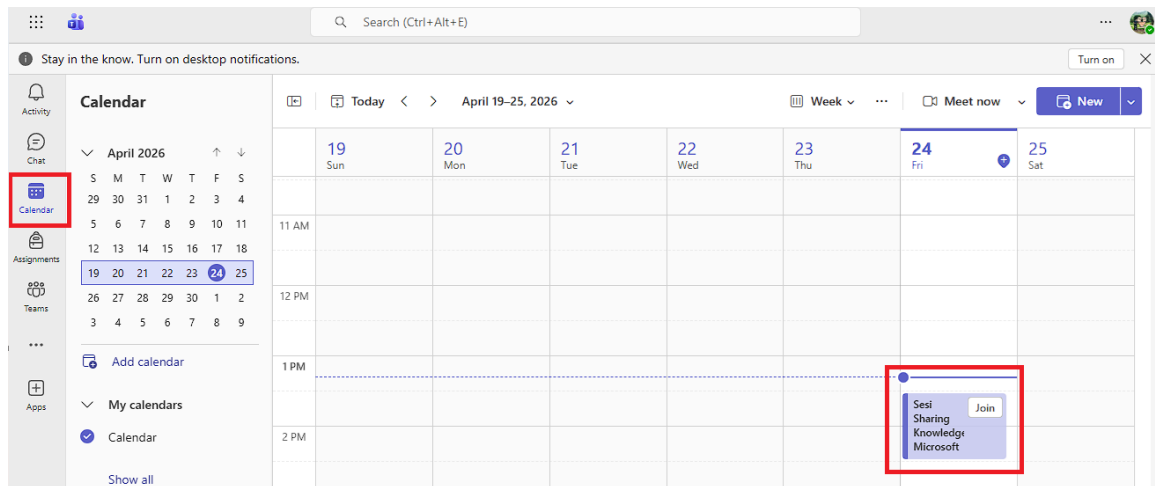 Search (Ctrl+Alt+E)
Stay in the know. Turn on desktop notifications.
Turn on
Activity
Chat
Calendar
Assignments
Teams
Apps
Calendar
April 2026
S M T W T F S
29 30 31 1 2 3 4
5 6 7 8 9 10 11
12 13 14 15 16 17 18
19 20 21 22 23 24 25
26 27 28 29 30 1 2
3 4 5 6 7 8 9
Add calendar
My calendars
Calendar
Show all
Today
April 19–25, 2026
Week
Meet now
New
19 20 21 22 23 24 25
Sun Mon Tue Wed Thu Fri Sat
11 AM
12 PM
1 PM
2 PM
Sesi
Sharing
Knowledge
Microsoft
Join